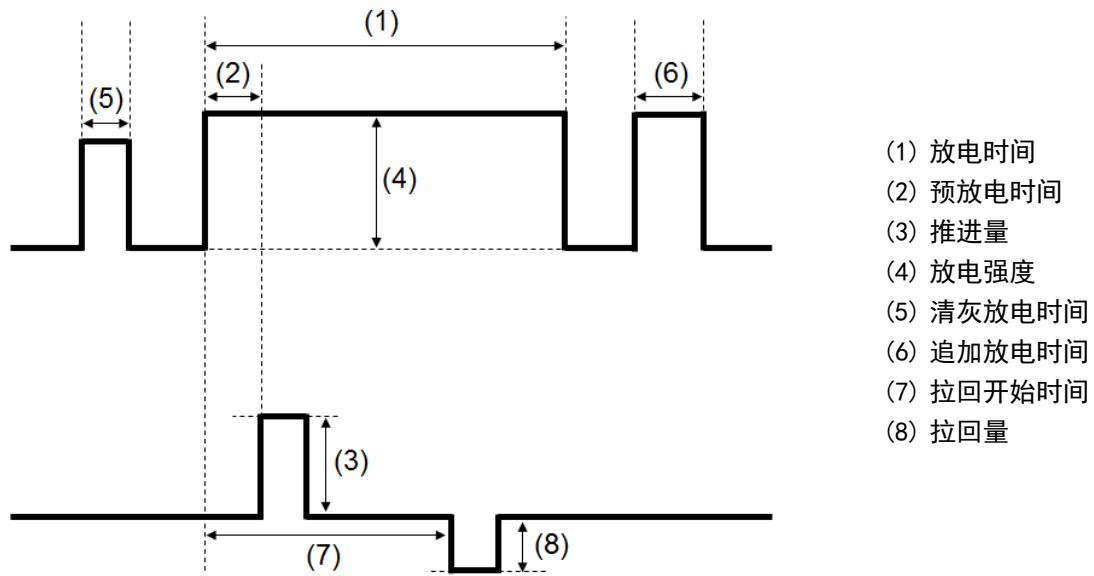 (1)
(2)
(6)
(5)
(4)
(3)
(7)
(8)
(1) 放电时间
(2) 预放电时间
(3) 推进量
(4) 放电强度
(5) 清灰放电时间
(6) 追加放电时间
(7) 拉回开始时间
(8) 拉回量